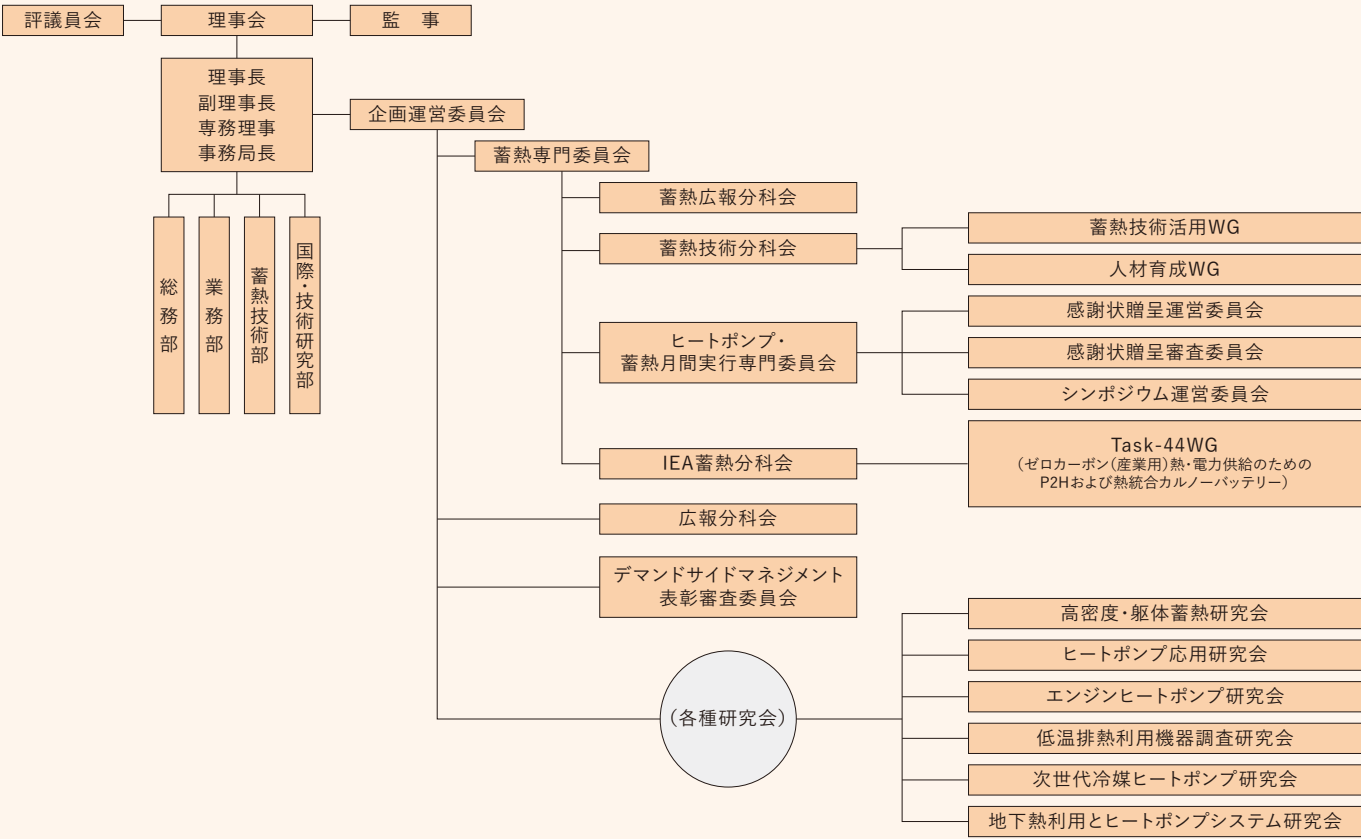 評議員会
理事会
監　事
理事長
副理事長
専務理事
事務局長
企画運営委員会
蓄熱専門委員会
総務部
業務部
蓄熱技術部
国際・技術研究部
蓄熱広報分科会
蓄熱技術分科会
蓄熱技術活用WG
人材育成WG
ヒートポンプ・
蓄熱月間実行専門委員会
感謝状贈呈運営委員会
感謝状贈呈審査委員会
シンポジウム運営委員会
IEA蓄熱分科会
Task-44WG
（ゼロカーボン（産業用）熱・電力供給のための
P2Hおよび熱統合カルノーバッテリー）
広報分科会
デマンドサイドマネジメント
表彰審査委員会
（各種研究会）
高密度・躯体蓄熱研究会
ヒートポンプ応用研究会
エンジンヒートポンプ研究会
低温排熱利用機器調査研究会
次世代冷媒ヒートポンプ研究会
地下熱利用とヒートポンプシステム研究会